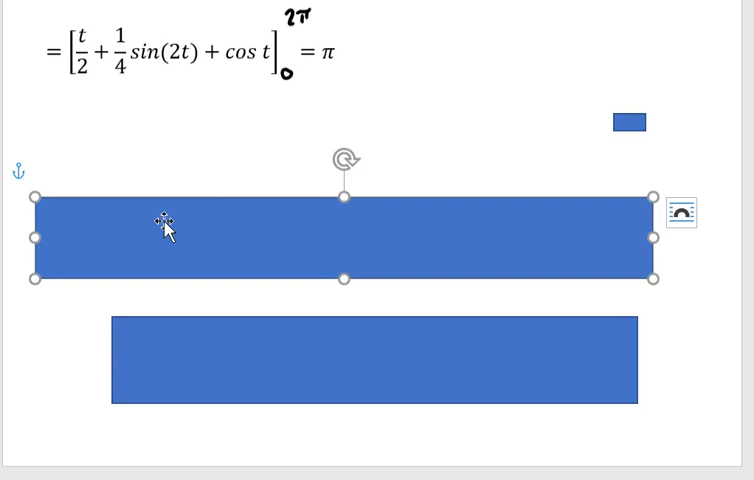 = [t/2 + 1/4 sin(2t) + cos t]₀^2π = π